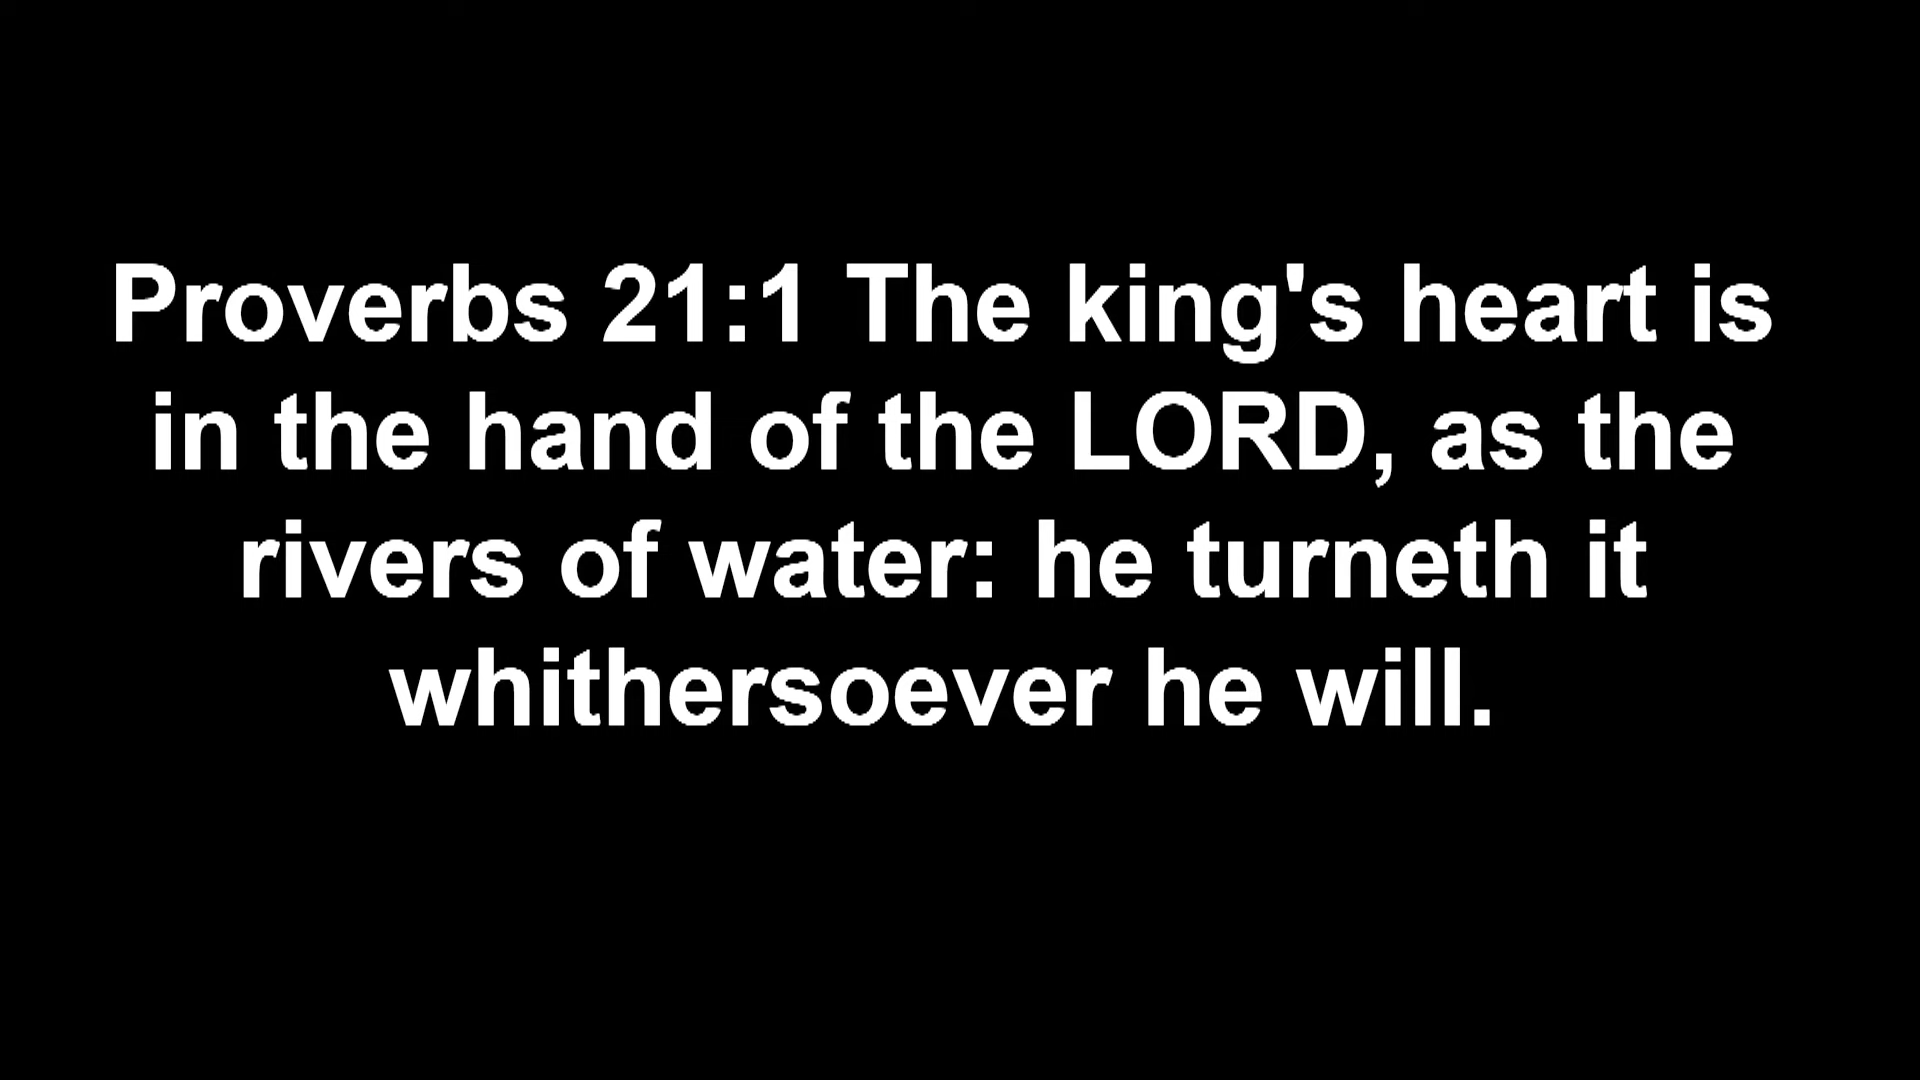 Proverbs 21:1 The king's heart is
in the hand of the LORD, as the
rivers of water: he turneth it
whithersoever he will.